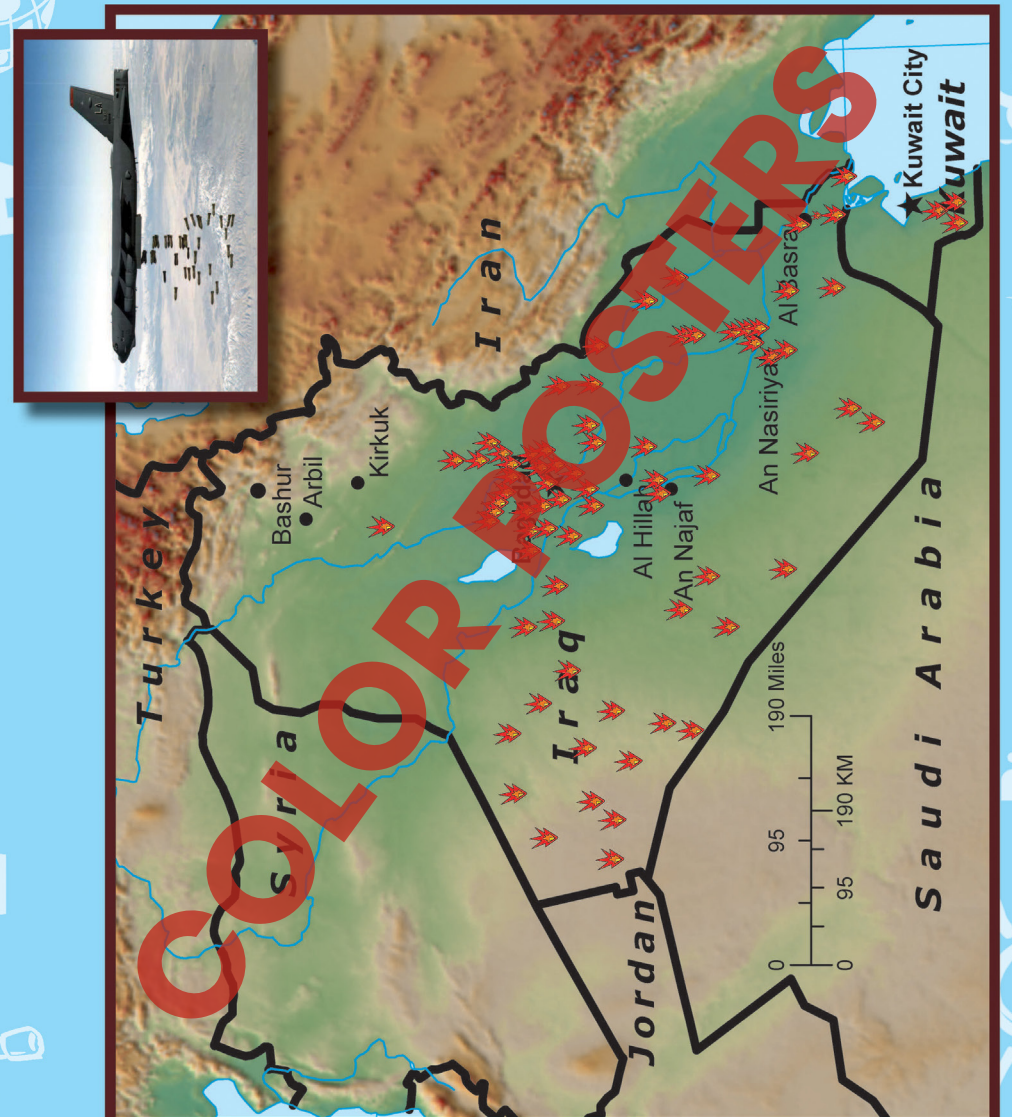 COLOR POSTERS
Turkey
Syria
Iran
Iraq
Jordan
Saudi Arabia
Kuwait
Kuwait City
Bashur
Arbil
Kirkuk
Baghdad
Al Hillah
An Najaf
An Nasiriya
Al Basra
0 95 190 Miles
0 95 190 KM